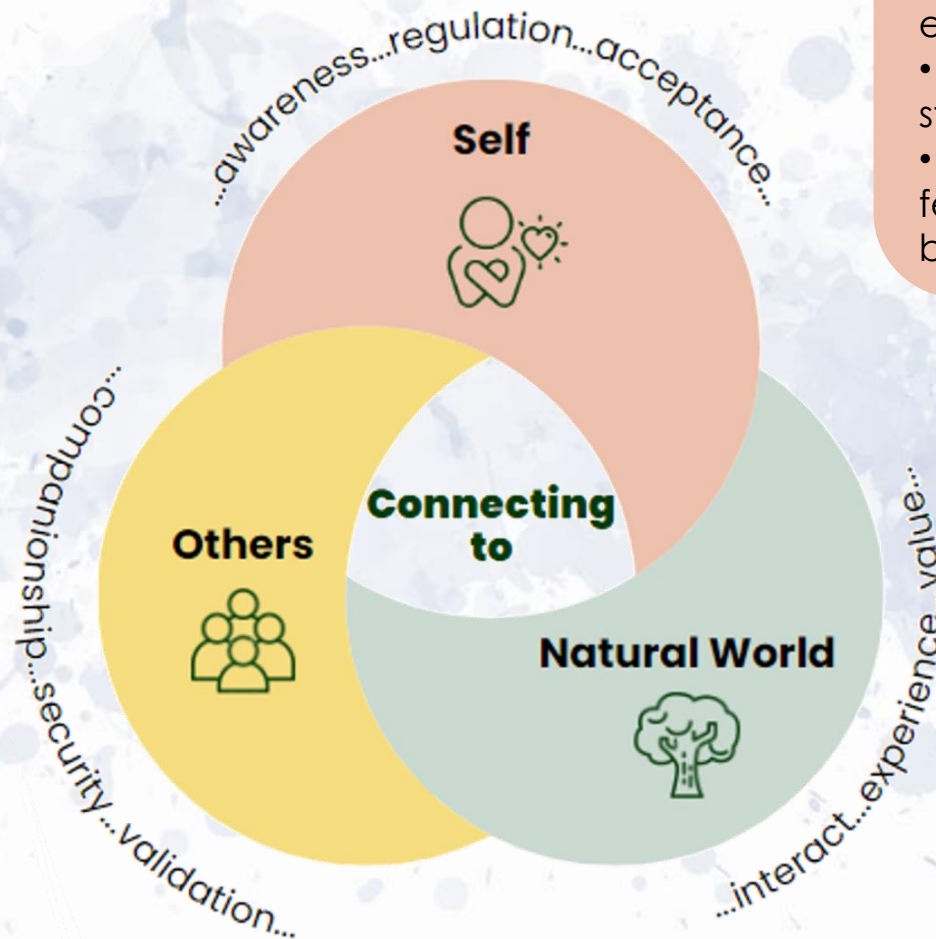 ...awareness...regulation...acceptance...
Self
Connecting
to
Others
Natural World
...companionship...security...validation...
...interact...experience...value...